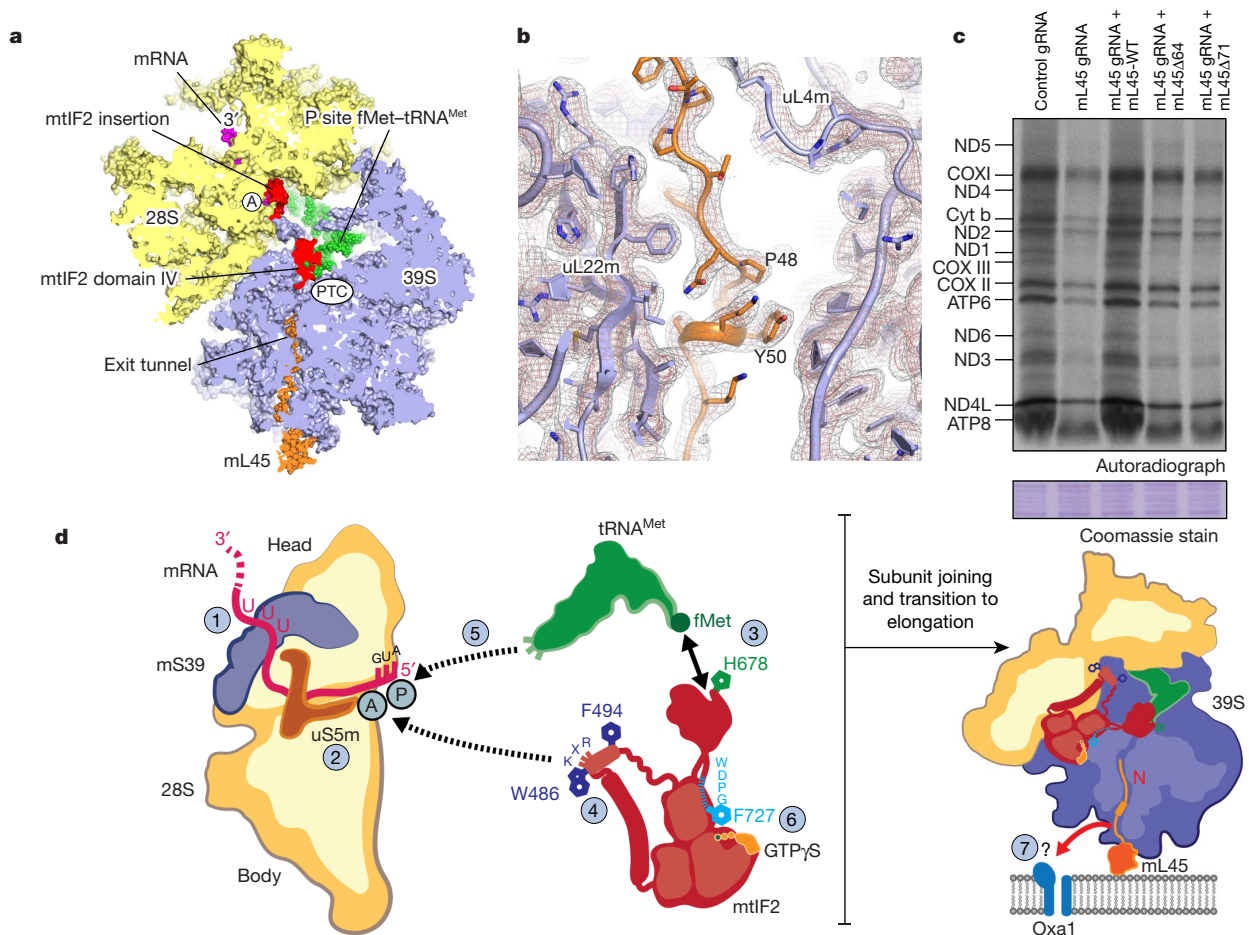 a
mRNA
3′
mtIF2 insertion
P site fMet–tRNAMet
A
28S
mtIF2 domain IV
39S
PTC
Exit tunnel
mL45
b
uL4m
uL22m
P48
Y50
c
Control gRNA
mL45 gRNA
mL45 gRNA +
mL45-WT
mL45 gRNA +
mL45Δ64
mL45 gRNA +
mL45Δ71
ND5
COXI
ND4
Cyt b
ND2
ND1
COX III
COX II
ATP6
ND6
ND3
ND4L
ATP8
Autoradiograph
Coomassie stain
d
3′
Head
mRNA
1
U U U
mS39
GUA
5′
A
P
uS5m
2
28S
Body
tRNAMet
fMet
5
3
H678
F494
K X R
W486
4
W
D
P
G
F727
6
GTPγS
mtIF2
Subunit joining
and transition to
elongation
39S
N
7
?
mL45
Oxa1